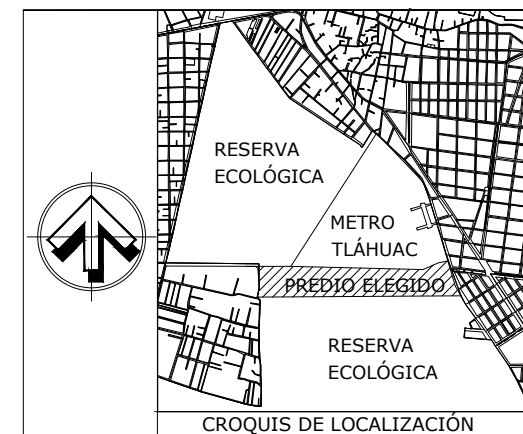 RESERVA
ECOLÓGICA
METRO
TLÁHUAC
PREDIO ELEGIDO
RESERVA
ECOLÓGICA
CROQUIS DE LOCALIZACIÓN